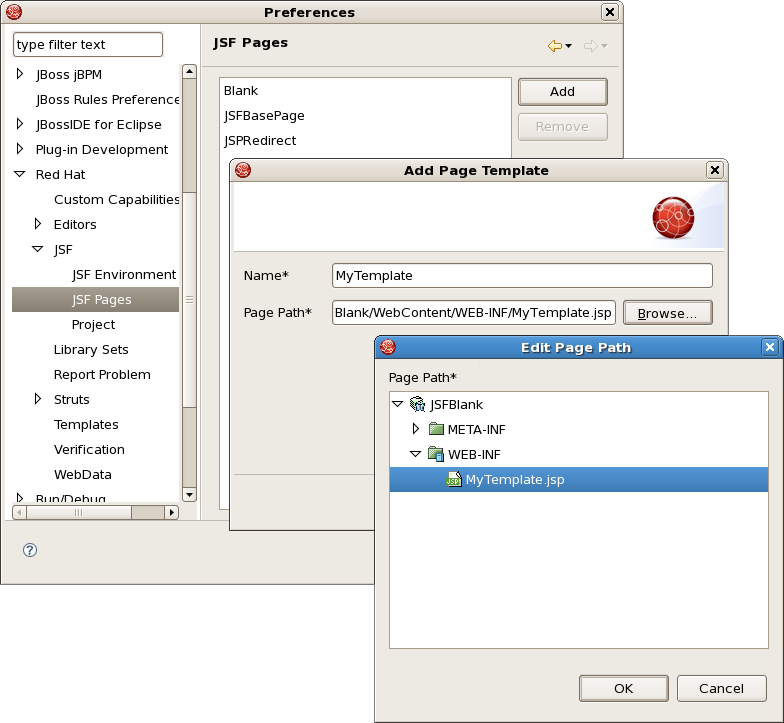 Preferences
type filter text
JBoss jBPM
JBoss Rules Preference
JBossIDE for Eclipse
Plug-in Development
Red Hat
Custom Capabilities
Editors
JSF
JSF Environment
JSF Pages
Project
Library Sets
Report Problem
Struts
Templates
Verification
WebData
Run/Debug
JSF Pages
Blank
JSFBasePage
JSPRedirect
Add
Remove
Add Page Template
Name* MyTemplate
Page Path* Blank/WebContent/WEB-INF/MyTemplate.jsp Browse...
Edit Page Path
Page Path*
JSFBlank
META-INF
WEB-INF
MyTemplate.jsp
OK Cancel